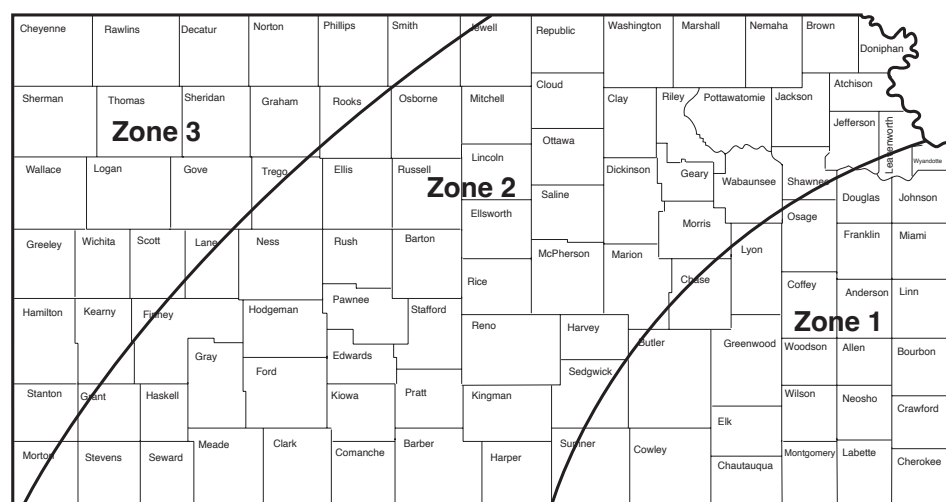 Cheyenne
Rawlins
Decatur
Norton
Phillips
Smith
Jewell
Republic
Washington
Marshall
Nemaha
Brown
Doniphan
Sherman
Thomas
Sheridan
Graham
Rooks
Osborne
Mitchell
Cloud
Clay
Riley
Pottawatomie
Jackson
Atchison
Jefferson
Leavenworth
Wyandotte
Zone 3
Wallace
Logan
Gove
Trego
Ellis
Russell
Lincoln
Ottawa
Dickinson
Geary
Wabaunsee
Shawnee
Douglas
Johnson
Zone 2
Ellsworth
Saline
Morris
Osage
Greeley
Wichita
Scott
Lane
Ness
Rush
Barton
McPherson
Marion
Lyon
Franklin
Miami
Hamilton
Kearny
Finney
Hodgeman
Pawnee
Stafford
Rice
Chase
Coffey
Anderson
Linn
Zone 1
Gray
Ford
Edwards
Reno
Harvey
Butler
Greenwood
Woodson
Allen
Bourbon
Stanton
Grant
Haskell
Kiowa
Pratt
Kingman
Sedgwick
Elk
Wilson
Neosho
Crawford
Morton
Stevens
Seward
Meade
Clark
Comanche
Barber
Harper
Sumner
Cowley
Chautauqua
Montgomery
Labette
Cherokee